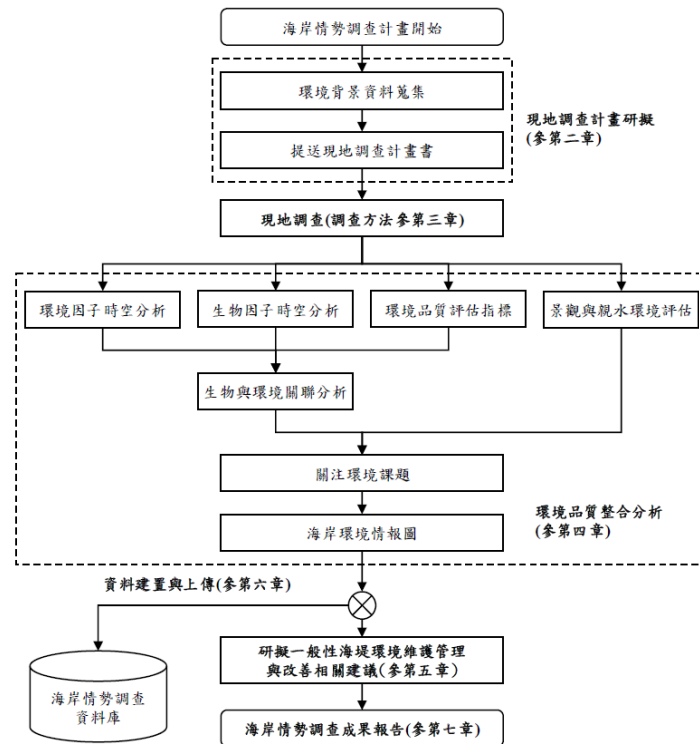 海岸情勢調查計畫開始
環境背景資料蒐集
提送現地調查計畫書
現地調查計畫研擬
(參第二章)
現地調查(調查方法參第三章)
環境因子時空分析
生物因子時空分析
環境品質評估指標
景觀與親水環境評估
生物與環境關聯分析
關注環境課題
海岸環境情報圖
環境品質整合分析
(參第四章)
資料建置與上傳(參第六章)
海岸情勢調查
資料庫
研擬一般性海堤環境維護管理
與改善相關建議(參第五章)
海岸情勢調查成果報告(參第七章)